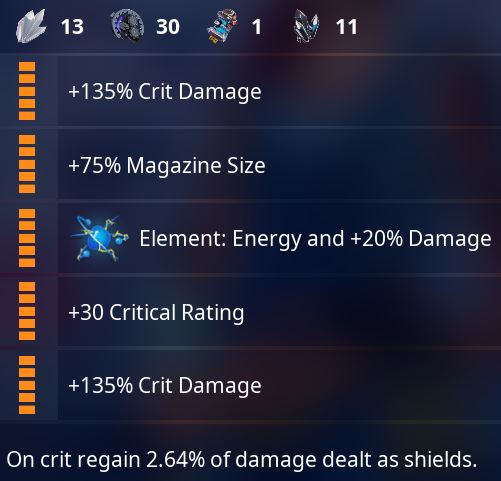 13 30 1 11
+135% Crit Damage
+75% Magazine Size
Element: Energy and +20% Damage
+30 Critical Rating
+135% Crit Damage
On crit regain 2.64% of damage dealt as shields.